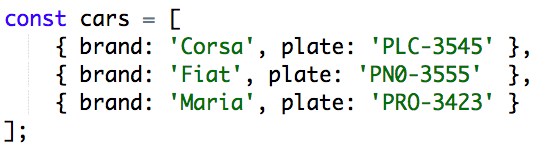 const cars = [
    { brand: 'Corsa', plate: 'PLC-3545' },
    { brand: 'Fiat', plate: 'PN0-3555'  },
    { brand: 'Maria', plate: 'PRO-3423' }
];